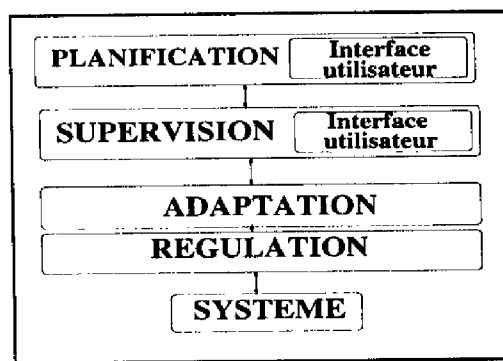 PLANIFICATION
Interface
utilisateur
SUPERVISION
Interface
utilisateur
ADAPTATION
REGULATION
SYSTEME